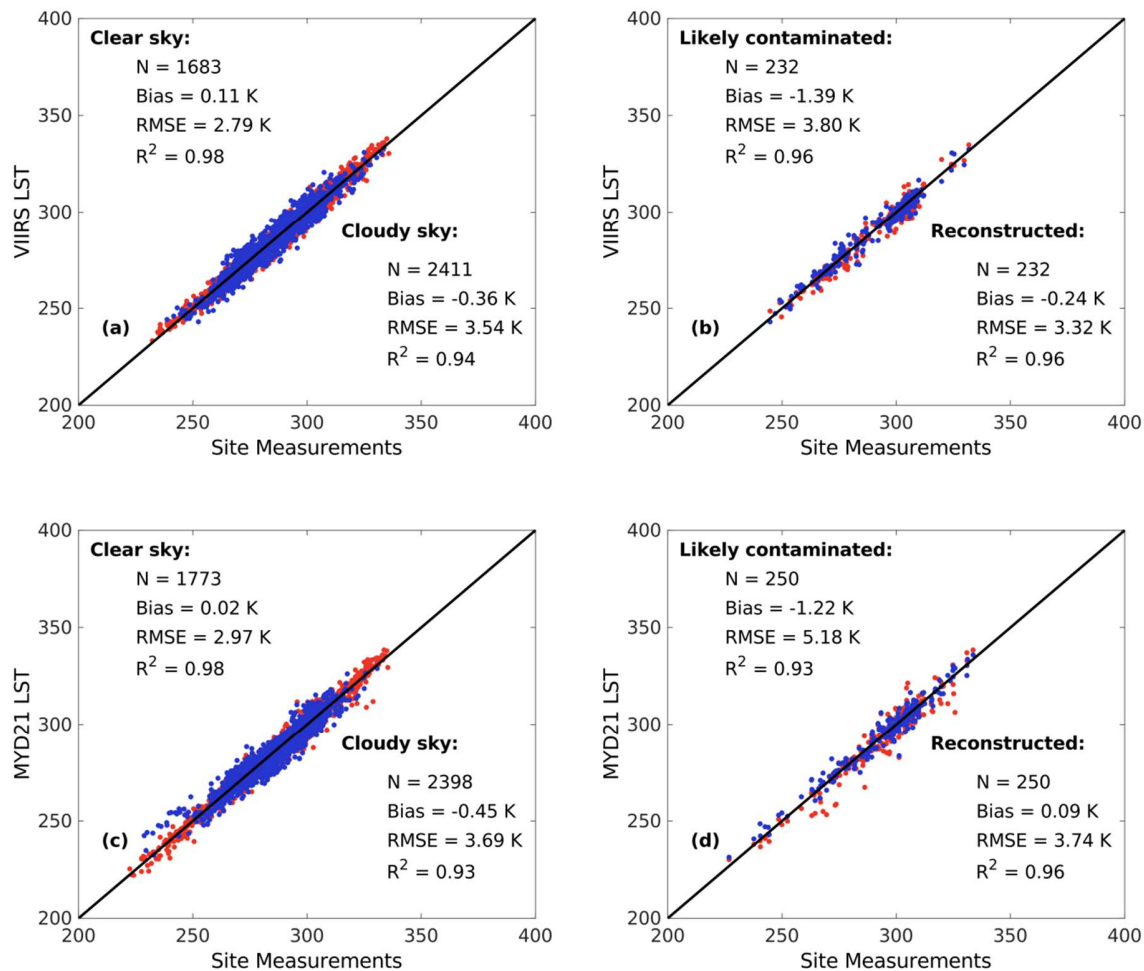 400
350
300
250
200
200
250
300
350
400
VIIRS LST
Site Measurements
Clear sky:
N = 1683
Bias = 0.11 K
RMSE = 2.79 K
R² = 0.98
Cloudy sky:
N = 2411
Bias = -0.36 K
RMSE = 3.54 K
R² = 0.94
(a)
400
350
300
250
200
200
250
300
350
400
VIIRS LST
Site Measurements
Likely contaminated:
N = 232
Bias = -1.39 K
RMSE = 3.80 K
R² = 0.96
Reconstructed:
N = 232
Bias = -0.24 K
RMSE = 3.32 K
R² = 0.96
(b)
400
350
300
250
200
200
250
300
350
400
MYD21 LST
Site Measurements
Clear sky:
N = 1773
Bias = 0.02 K
RMSE = 2.97 K
R² = 0.98
Cloudy sky:
N = 2398
Bias = -0.45 K
RMSE = 3.69 K
R² = 0.93
(c)
400
350
300
250
200
200
250
300
350
400
MYD21 LST
Site Measurements
Likely contaminated:
N = 250
Bias = -1.22 K
RMSE = 5.18 K
R² = 0.93
Reconstructed:
N = 250
Bias = 0.09 K
RMSE = 3.74 K
R² = 0.96
(d)